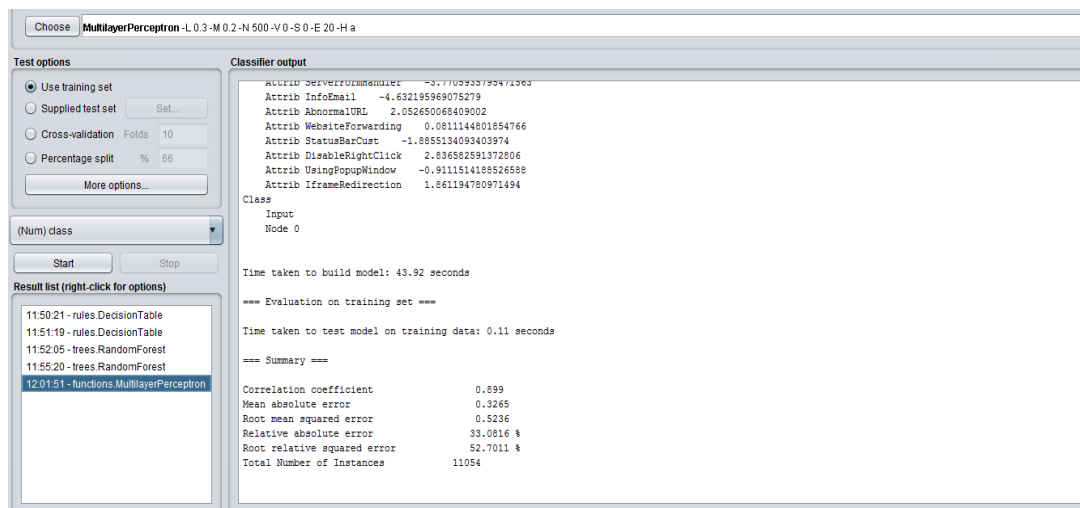 Choose MultilayerPerceptron -L 0.3 -M 0.2 -N 500 -V 0 -S 0 -E 20 -H a
Test options
Use training set
Supplied test set Set...
Cross-validation Folds 10
Percentage split % 66
More options...
(Num) class
Start Stop
Result list (right-click for options)
11:50:21 - rules.DecisionTable
11:51:19 - rules.DecisionTable
11:52:05 - trees.RandomForest
11:55:20 - trees.RandomForest
12:01:51 - functions.MultilayerPerceptron
Classifier output
Attrib ServerFormHandler -3.7705935795471563
Attrib InfoEmail -4.632195969075279
Attrib AbnormalURL 2.052650068409002
Attrib WebsiteForwarding 0.0811144801854766
Attrib StatusBarCust -1.8855134093403974
Attrib DisableRightClick 2.836582591372806
Attrib UsingPopupWindow -0.9111514188526588
Attrib IframeRedirection 1.861194780971494
Class
Input
Node 0
Time taken to build model: 43.92 seconds
=== Evaluation on training set ===
Time taken to test model on training data: 0.11 seconds
=== Summary ===
Correlation coefficient 0.899
Mean absolute error 0.3265
Root mean squared error 0.5236
Relative absolute error 33.0816 %
Root relative squared error 52.7011 %
Total Number of Instances 11054